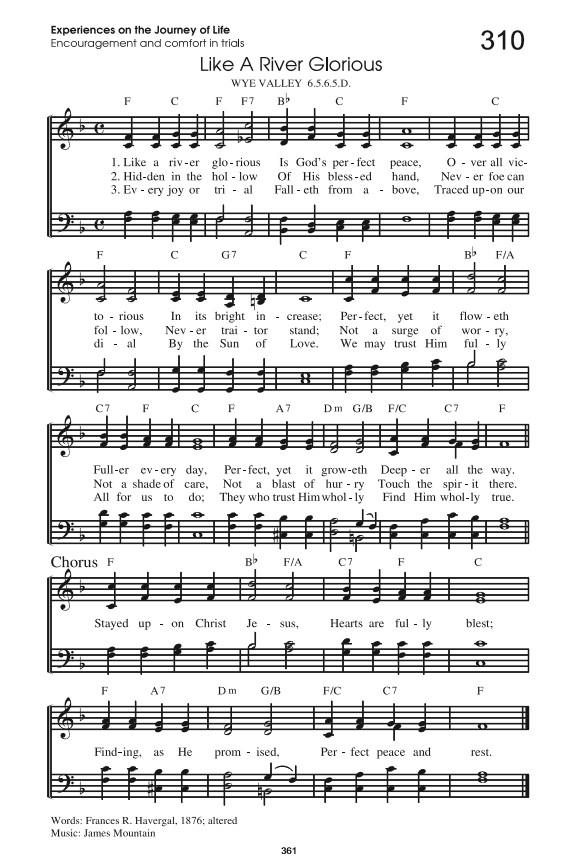 Experiences on the Journey of Life
Encouragement and comfort in trials
310
Like A River Glorious
WYE VALLEY 6.5.6.5.D.
F C F F7 B♭ C F C
1. Like a riv - er glo - rious Is God's per - fect peace, O - ver all vic-
2. Hid - den in the hol - low Of His bless - ed hand, Nev - er foe can
3. Ev - ery joy or tri - al Fall - eth from a - bove, Traced up - on our
F C G7 C F B♭ F/A
to - rious In its bright in - crease; Per - fect, yet it flow - eth
fol - low, Nev - er trai - tor stand; Not a surge of wor - ry,
di - al By the Sun of Love. We may trust Him ful - ly
C7 F C F A7 Dm G/B F/C C7 F
Full - er ev - ery day, Per - fect, yet it grow - eth Deep - er all the way.
Not a shade of care, Not a blast of hur - ry Touch the spir - it there.
All for us to do; They who trust Him whol - ly Find Him whol - ly true.
Chorus
F B♭ F/A C7 F C
Stayed up - on Christ Je - sus, Hearts are ful - ly blest;
F A7 Dm G/B F/C C7 F
Find - ing, as He prom - ised, Per - fect peace and rest.
Words: Frances R. Havergal, 1876; altered
Music: James Mountain
361